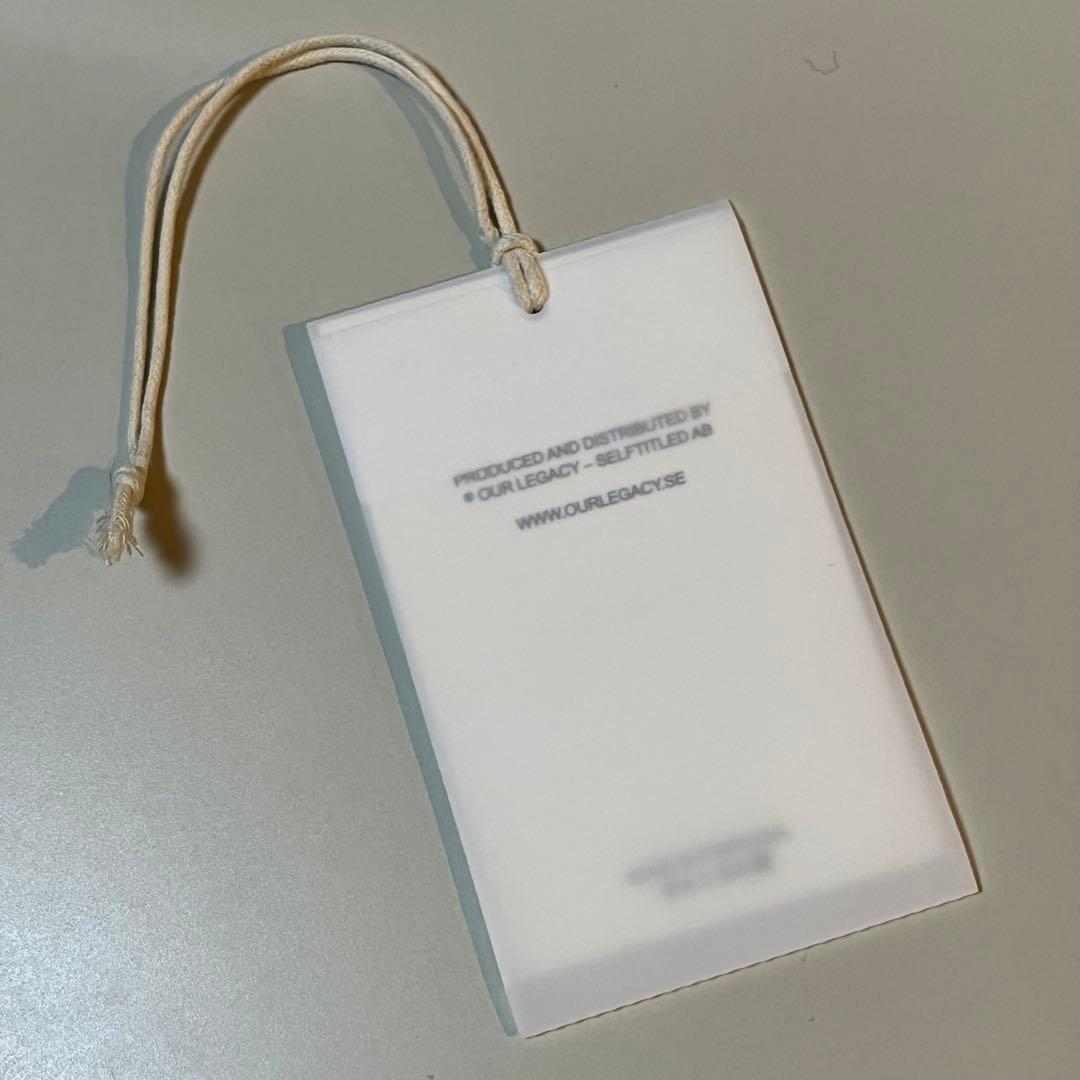 PRODUCED AND DISTRIBUTED BY
® OUR LEGACY – SELFTITLED AB
WWW.OURLEGACY.SE